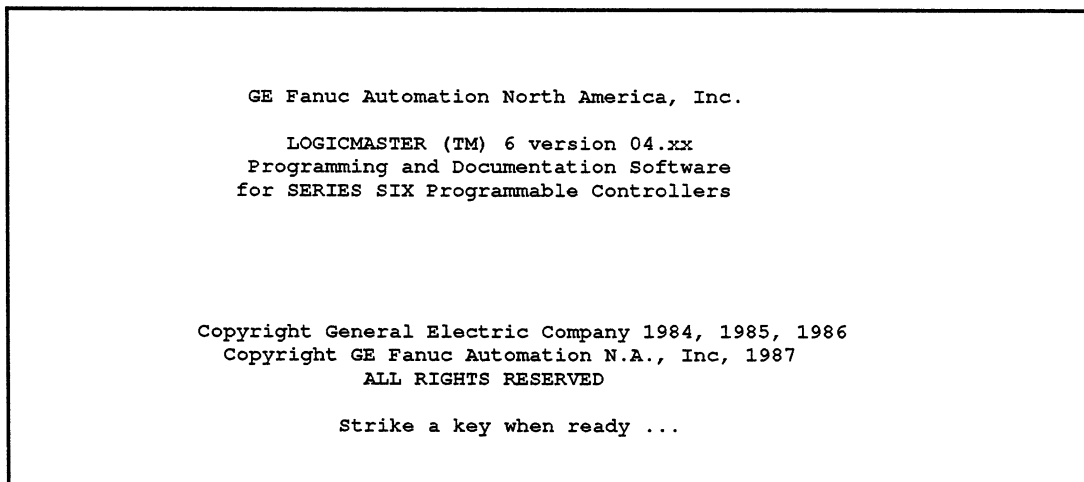 GE Fanuc Automation North America, Inc.
LOGICMASTER (TM) 6 version 04.xx
Programming and Documentation Software
for SERIES SIX Programmable Controllers
Copyright General Electric Company 1984, 1985, 1986
Copyright GE Fanuc Automation N.A., Inc, 1987
ALL RIGHTS RESERVED
Strike a key when ready ...